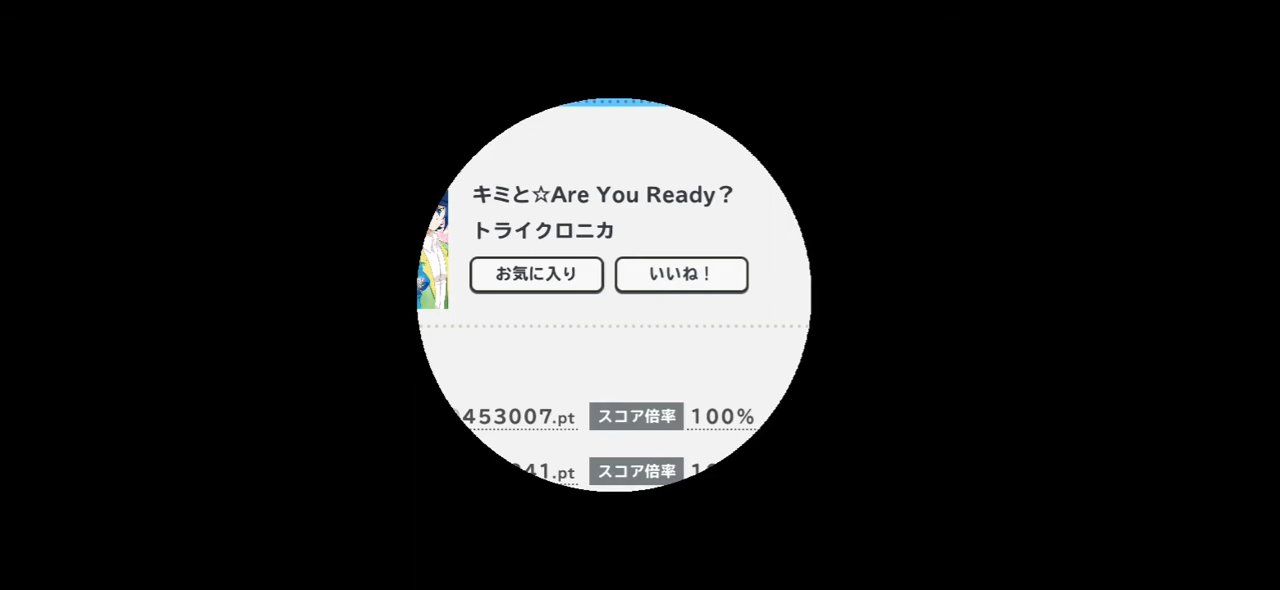 キミと☆Are You Ready？
トライクロニカ
お気に入り いいね！
453007.pt スコア倍率 100%
41.pt スコア倍率